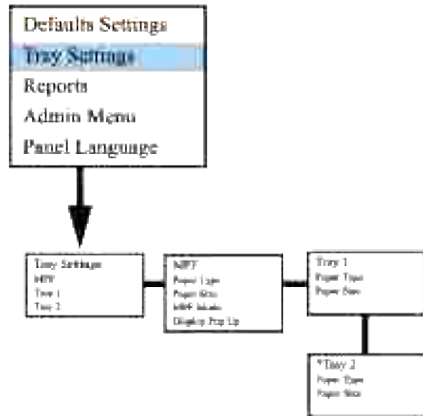 Defaults Settings
Tray Settings
Reports
Admin Menu
Panel Language
Tray Settings
MPF
Tray 1
Tray 2
MPF
Paper Type
Paper Size
MPF Mode
Display Pop Up
Tray 1
Paper Type
Paper Size
*Tray 2
Paper Type
Paper Size